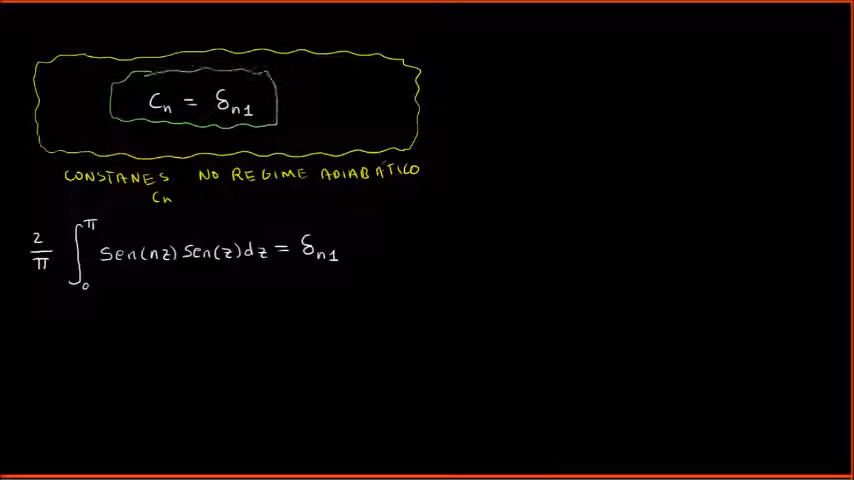 Cn = δn1
CONSTANES NO REGIME ADIABÁTICO
Cn
2/π ∫₀^π Sen(nz) Sen(z) dz = δn1